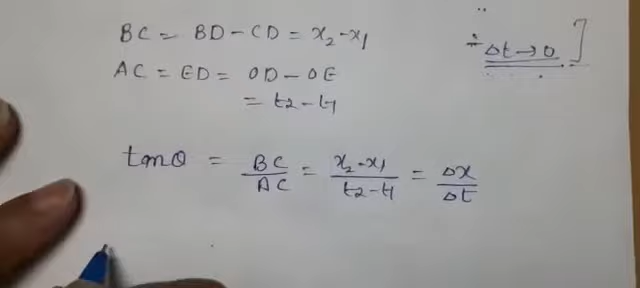 BC = BD - CD = x₂-x₁
AC = ED = OD - OE
= t₂ - t₁
∴ Δt→0]
tanθ = BC/AC = x₂-x₁/t₂-t₁ = Δx/Δt